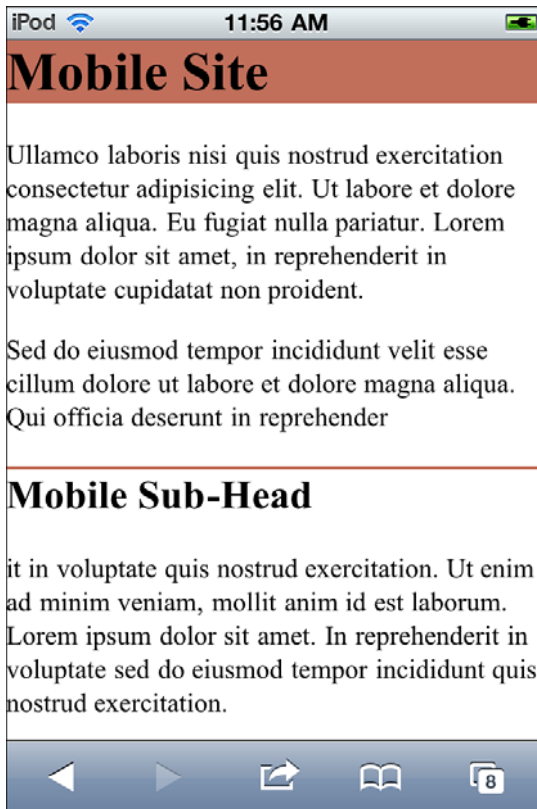 iPod 11:56 AM
Mobile Site
Ullamco laboris nisi quis nostrud exercitation
consectetur adipisicing elit. Ut labore et dolore
magna aliqua. Eu fugiat nulla pariatur. Lorem
ipsum dolor sit amet, in reprehenderit in
voluptate cupidatat non proident.
Sed do eiusmod tempor incididunt velit esse
cillum dolore ut labore et dolore magna aliqua.
Qui officia deserunt in reprehender
Mobile Sub-Head
it in voluptate quis nostrud exercitation. Ut enim
ad minim veniam, mollit anim id est laborum.
Lorem ipsum dolor sit amet. In reprehenderit in
voluptate sed do eiusmod tempor incididunt quis
nostrud exercitation.
8